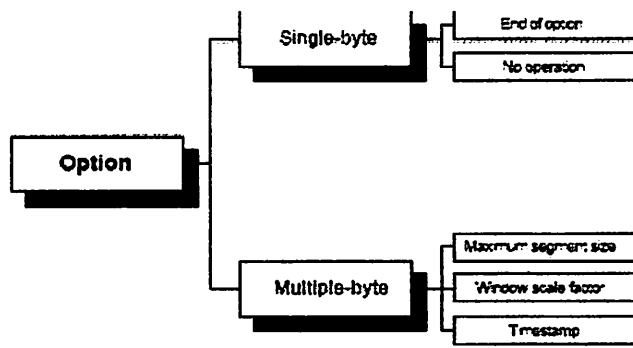 Single-byte
End of option
No operation
Option
Multiple-byte
Maximum segment size
Window scale factor
Timestamp